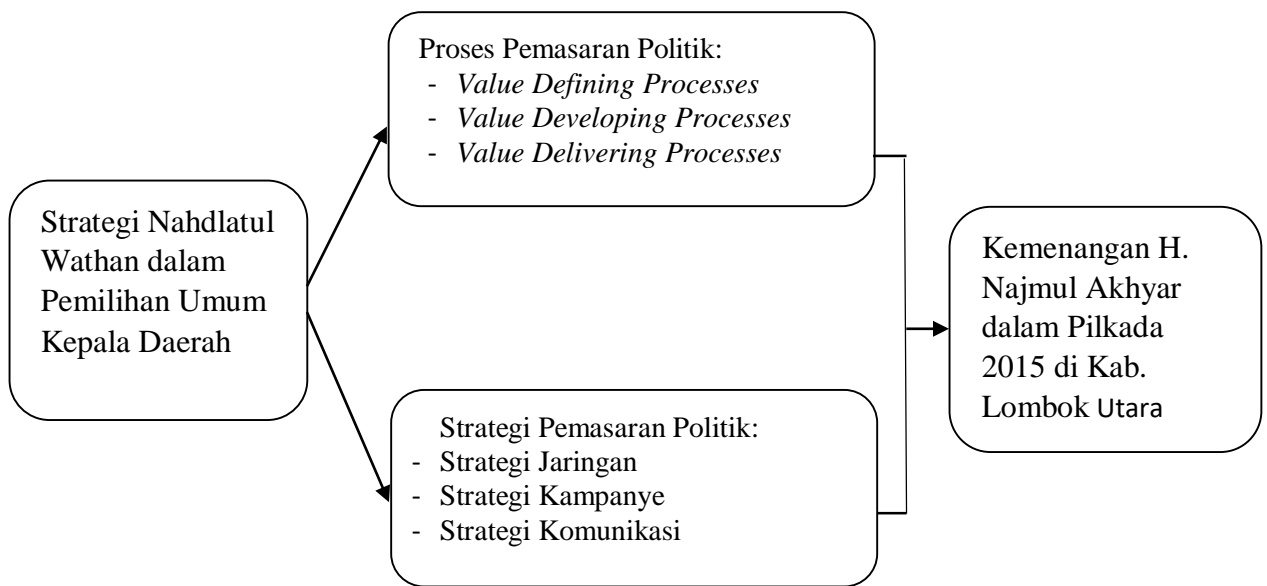 Strategi Nahdlatul
Wathan dalam
Pemilihan Umum
Kepala Daerah
Proses Pemasaran Politik:
- Value Defining Processes
- Value Developing Processes
- Value Delivering Processes
Strategi Pemasaran Politik:
- Strategi Jaringan
- Strategi Kampanye
- Strategi Komunikasi
Kemenangan H.
Najmul Akhyar
dalam Pilkada
2015 di Kab.
Lombok Utara